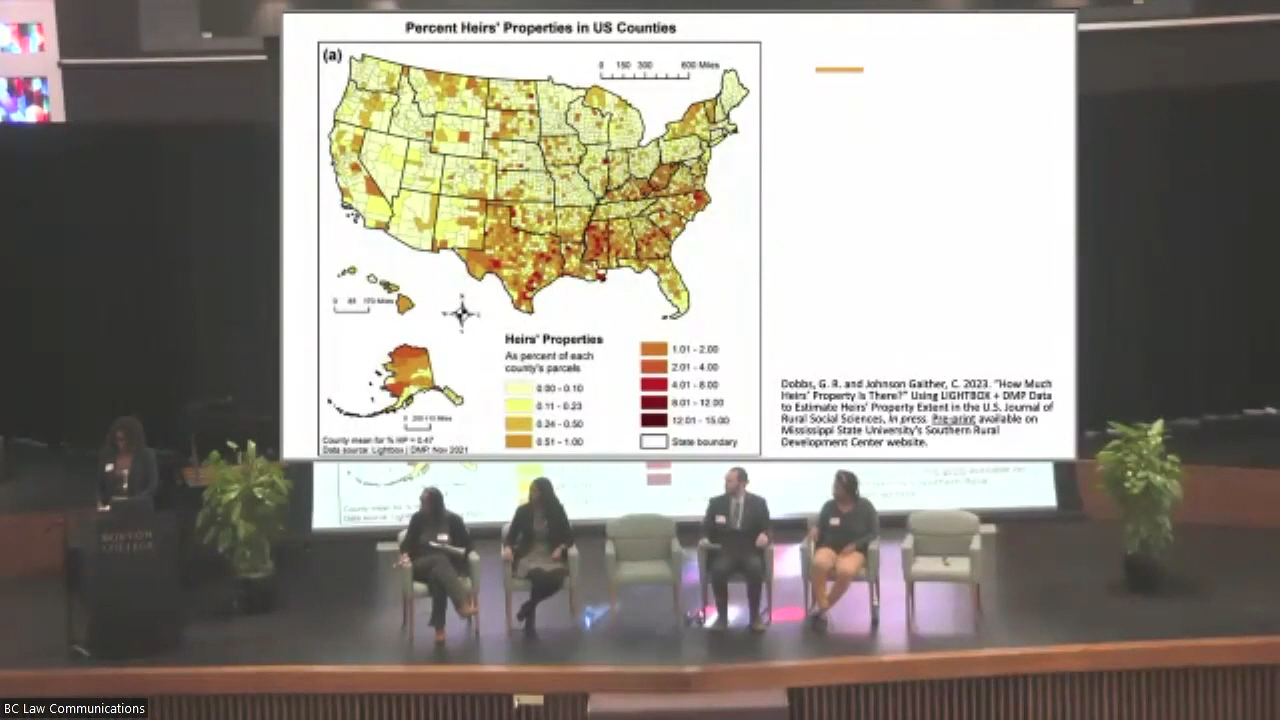 Percent Heirs' Properties in US Counties
(a)
0 150 300 600 Miles
Heirs' Properties
As percent of each
county's parcels
0.00 - 0.10
0.11 - 0.23
0.24 - 0.50
0.51 - 1.00
1.01 - 2.00
2.01 - 4.00
4.01 - 8.00
8.01 - 12.00
12.01 - 15.00
State boundary
County mean for % HP = 0.47
Data source: Lightbox | DMP, Nov 2021
Dobbs, G. R. and Johnson Gaither, C. 2023. "How Much
Heirs' Property Is There?" Using LIGHTBOX + DMP Data
to Estimate Heirs' Property Extent in the U.S. Journal of
Rural Social Sciences, In press. Pre-print available on
Mississippi State University's Southern Rural
Development Center website.
BOSTON
COLLEGE
BC Law Communications